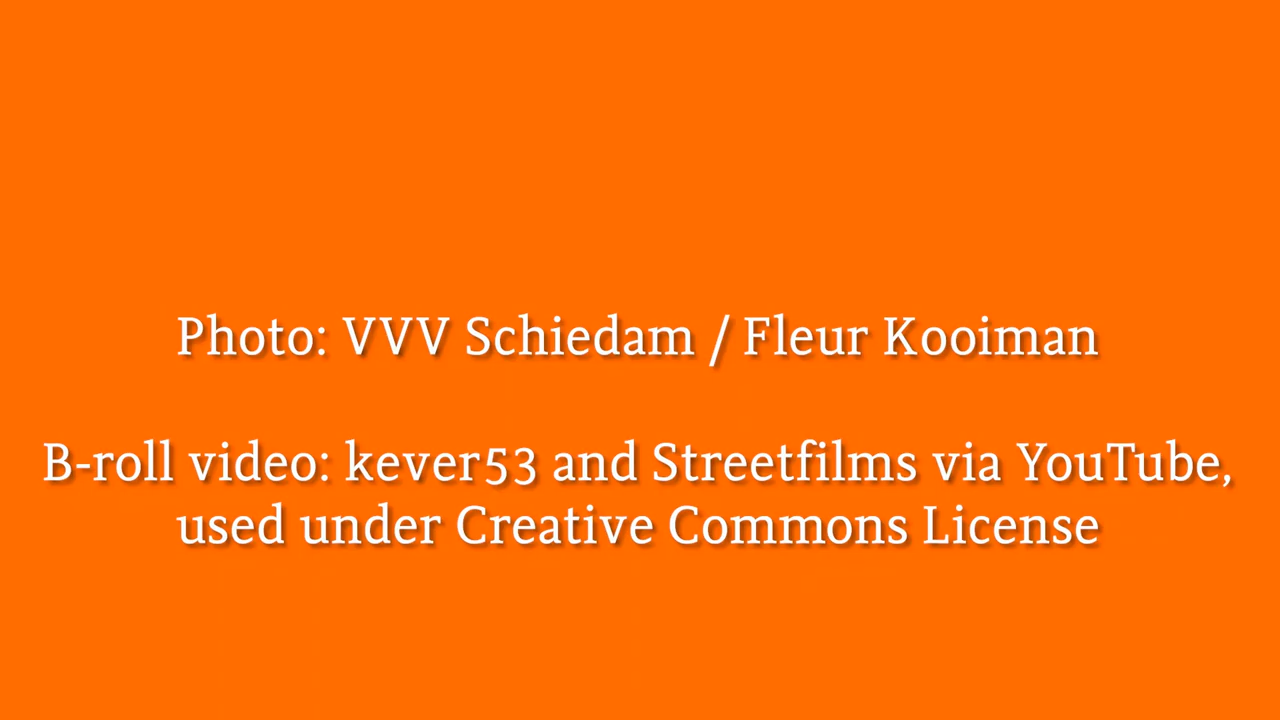 Photo: VVV Schiedam / Fleur Kooiman
B-roll video: kever53 and Streetfilms via YouTube,
used under Creative Commons License